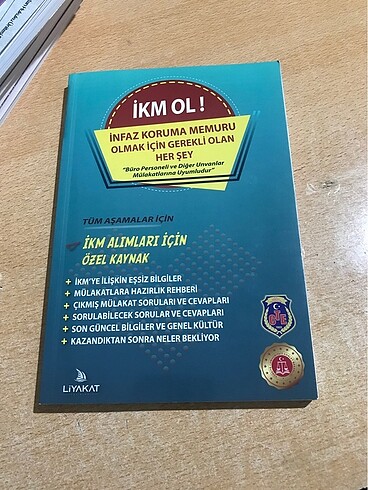 İKM OL !
İNFAZ KORUMA MEMURU
OLMAK İÇİN GEREKLİ OLAN
HER ŞEY
"Büro Personeli ve Diğer Unvanlar
Mülakatlarına Uyumludur"
TÜM AŞAMALAR İÇİN
İKM ALIMLARI İÇİN
ÖZEL KAYNAK
+ İKM'YE İLİŞKİN EŞSİZ BİLGİLER
+ MÜLAKATLARA HAZIRLIK REHBERİ
+ ÇIKMIŞ MÜLAKAT SORULARI VE CEVAPLARI
+ SORULABİLECEK SORULAR VE CEVAPLARI
+ SON GÜNCEL BİLGİLER VE GENEL KÜLTÜR
+ KAZANDIKTAN SONRA NELER BEKLİYOR
CTE
LİYAKAT